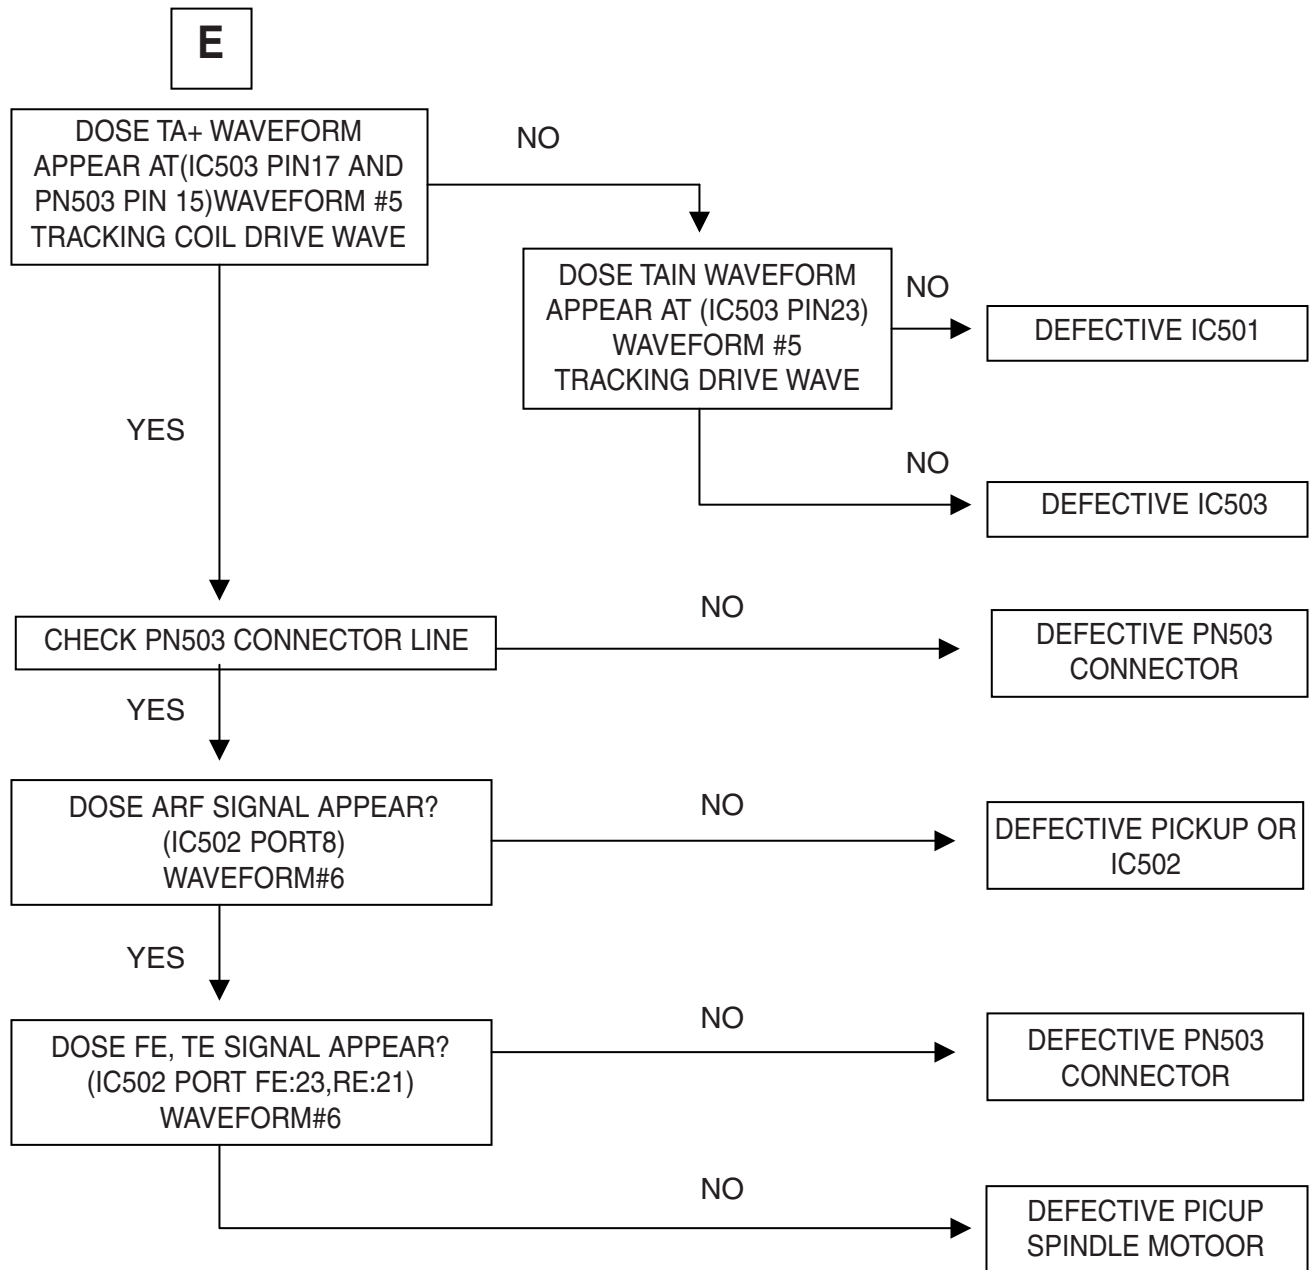 E
DOSE TA+ WAVEFORM
APPEAR AT(IC503 PIN17 AND
PN503 PIN 15)WAVEFORM #5
TRACKING COIL DRIVE WAVE
NO
DOSE TAIN WAVEFORM
APPEAR AT (IC503 PIN23)
WAVEFORM #5
TRACKING DRIVE WAVE
NO
DEFECTIVE IC501
YES
NO
DEFECTIVE IC503
CHECK PN503 CONNECTOR LINE
NO
DEFECTIVE PN503
CONNECTOR
YES
DOSE ARF SIGNAL APPEAR?
(IC502 PORT8)
WAVEFORM#6
NO
DEFECTIVE PICKUP OR
IC502
YES
DOSE FE, TE SIGNAL APPEAR?
(IC502 PORT FE:23,RE:21)
WAVEFORM#6
NO
DEFECTIVE PN503
CONNECTOR
NO
DEFECTIVE PICUP
SPINDLE MOTOOR